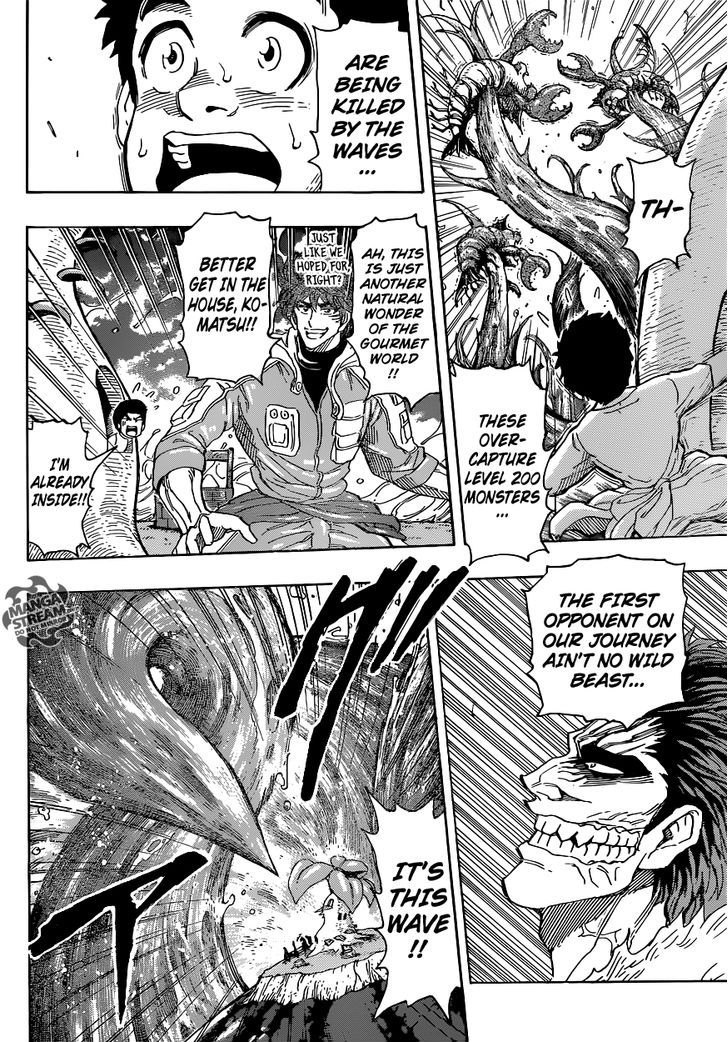 TH-
THESE
OVER-
CAPTURE
LEVEL 200
MONSTERS
...
ARE
BEING
KILLED
BY THE
WAVES
...
AH, THIS
IS JUST
ANOTHER
NATURAL
WONDER
OF THE
GOURMET
WORLD
!!
JUST
LIKE WE
HOPED FOR
RIGHT?
BETTER
GET IN THE
HOUSE, KO-
MATSU!!
I'M
ALREADY
INSIDE!!
THE FIRST
OPPONENT ON
OUR JOURNEY
AIN'T NO WILD
BEAST...
IT'S
THIS
WAVE
!!
ドッ
MANGA
STREAM